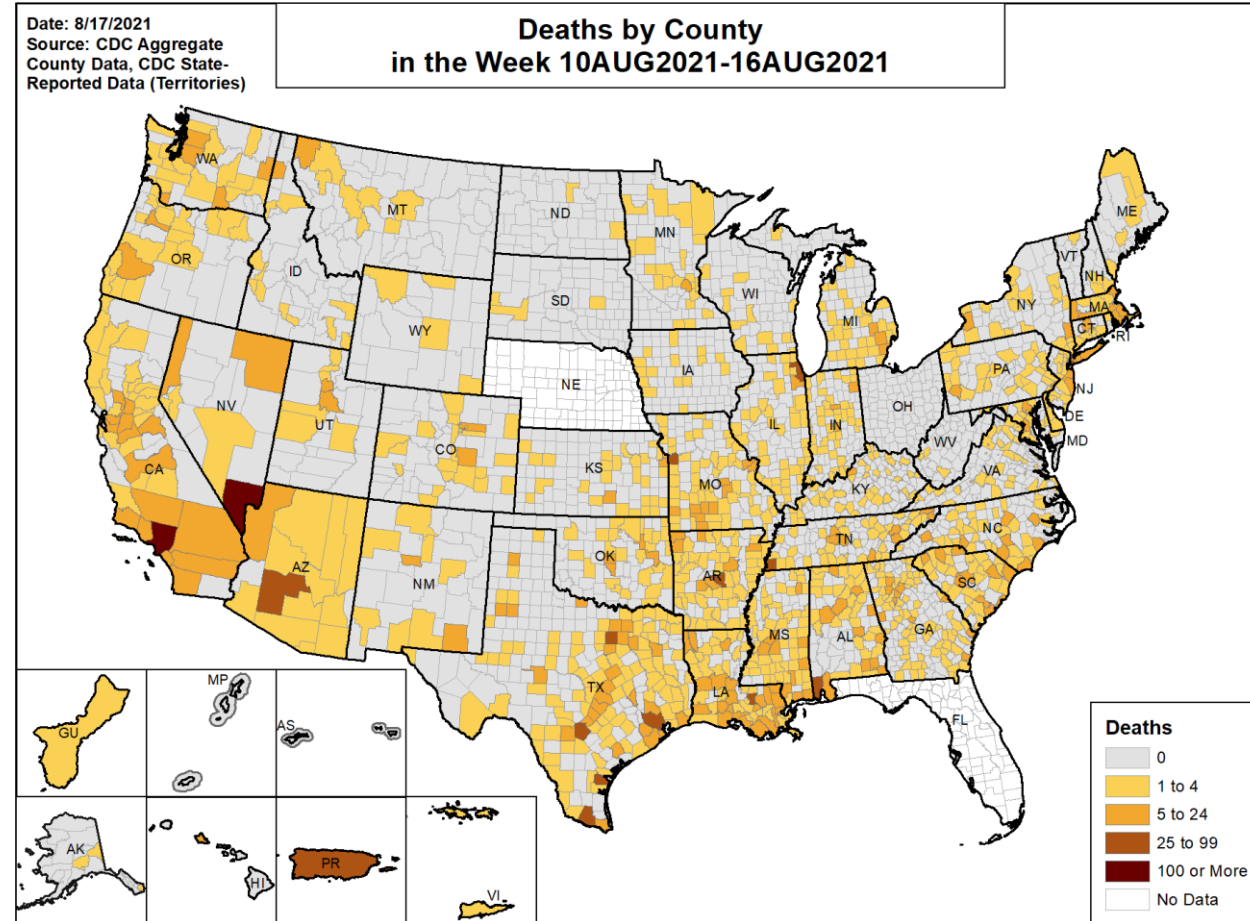 Date: 8/17/2021
Source: CDC Aggregate
County Data, CDC State-
Reported Data (Territories)
Deaths by County
in the Week 10AUG2021-16AUG2021
WA
MT
ND
MN
ME
OR
ID
SD
WI
MI
NY
VT
NH
MA
CT
RI
WY
IA
PA
NJ
NE
NV
UT
CO
IL
IN
OH
DE
MD
WV
VA
CA
KS
MO
KY
AZ
NM
OK
AR
TN
NC
SC
MS
AL
GA
TX
LA
FL
GU
MP
AS
AK
HI
PR
VI
Deaths
0
1 to 4
5 to 24
25 to 99
100 or More
No Data